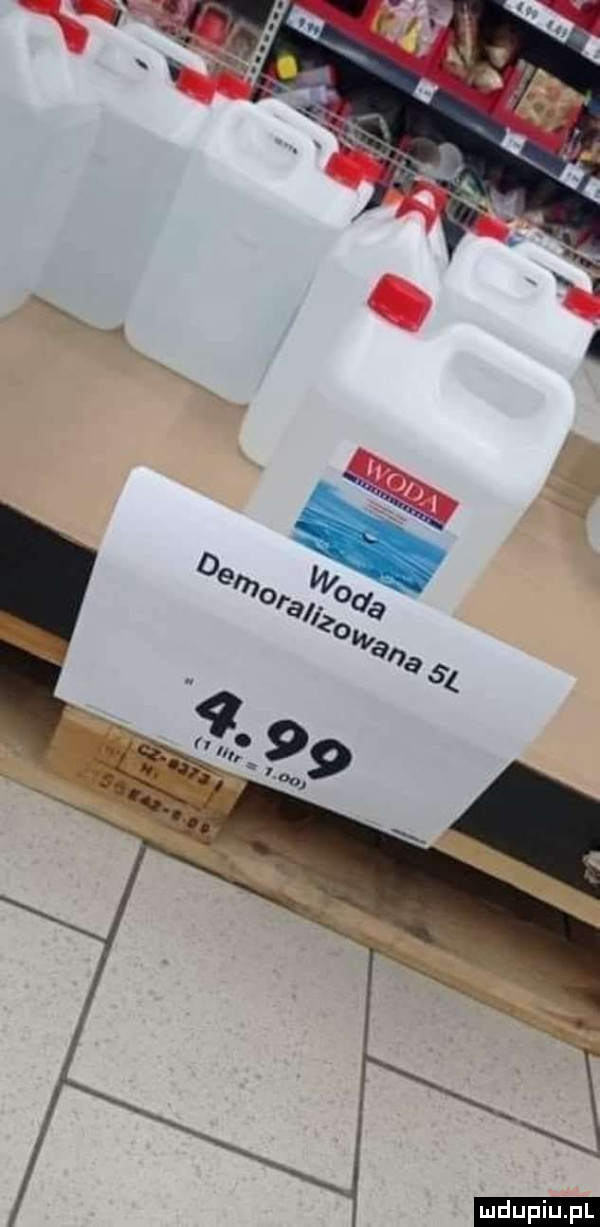 WODA
Woda
Demoralizowana 5L
4.99
(1 litr = 1.00)
mdupiu.pl